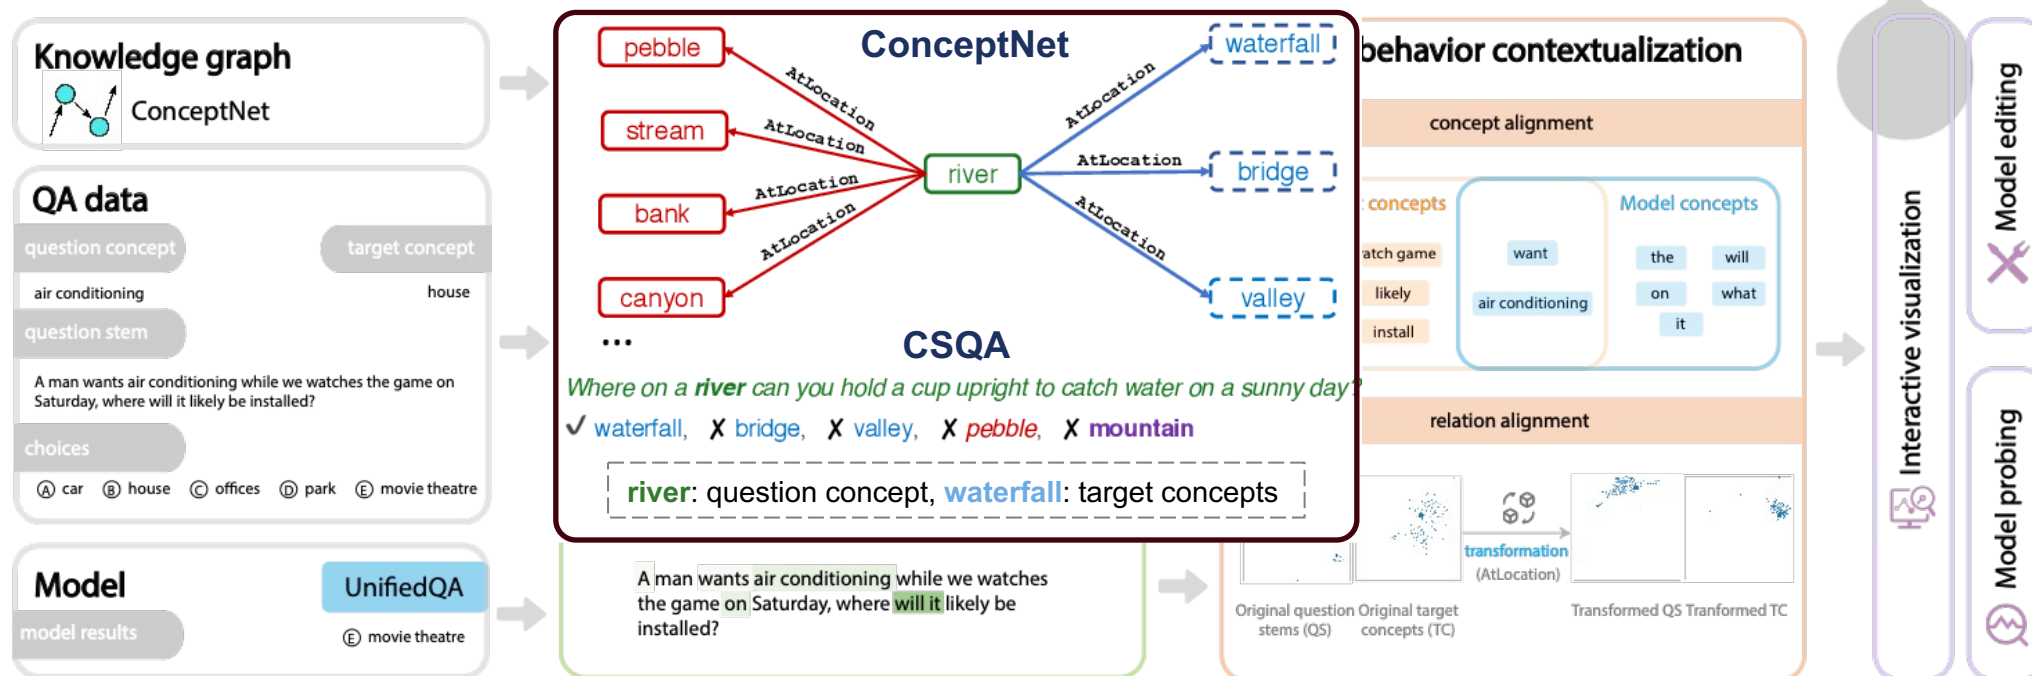 Knowledge graph
ConceptNet
QA data
question concept
target concept
air conditioning
house
question stem
A man wants air conditioning while we watches the game on
Saturday, where will it likely be installed?
choices
A car B house C offices D park E movie theatre
Model
UnifiedQA
model results
E movie theatre
ConceptNet
pebble
stream
bank
canyon
...
AtLocation
AtLocation
AtLocation
AtLocation
river
AtLocation
AtLocation
AtLocation
waterfall
bridge
valley
CSQA
Where on a river can you hold a cup upright to catch water on a sunny day?
✓ waterfall, ✗ bridge, ✗ valley, ✗ pebble, ✗ mountain
river: question concept, waterfall: target concepts
A man wants air conditioning while we watches
the game on Saturday, where will it likely be
installed?
behavior contextualization
concept alignment
concepts
Model concepts
atch game
likely
install
want
air conditioning
the
will
on
what
it
relation alignment
transformation
(AtLocation)
Original question
stems (QS)
Original target
concepts (TC)
Transformed QS
Tranformed TC
Interactive visualization
Model editing
Model probing